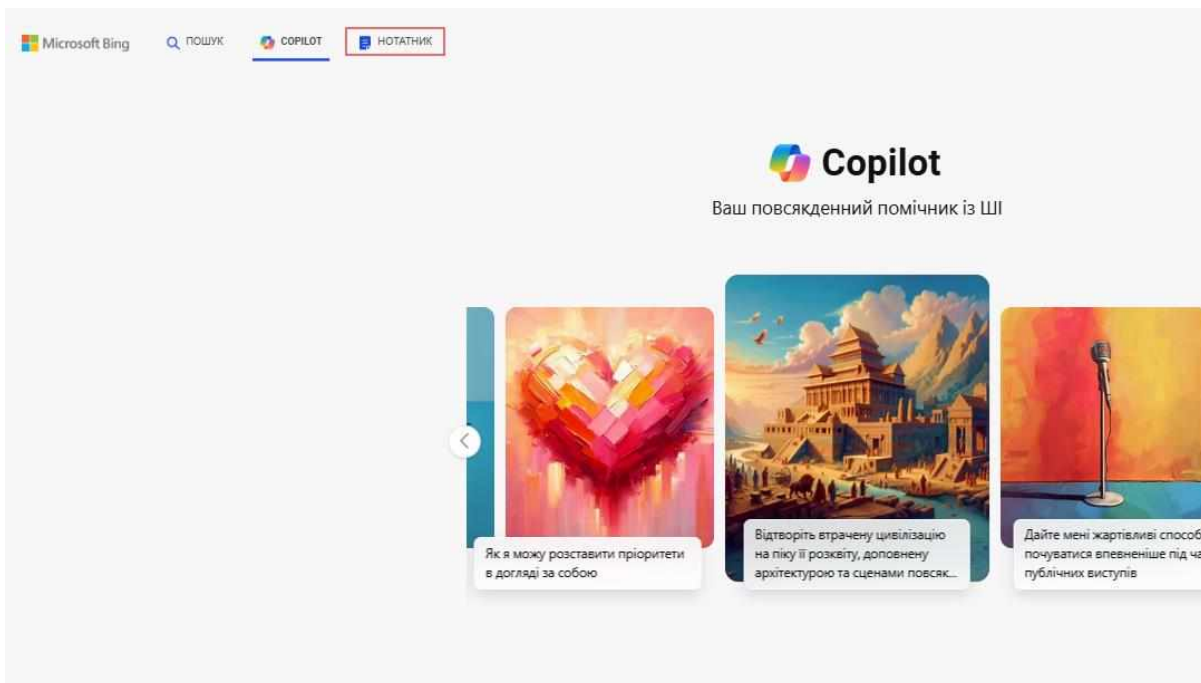 Microsoft Bing
ПОШУК
COPILOT
НОТАТНИК
Copilot
Ваш повсякденний помічник із ШІ
Як я можу розставити пріоритети
в догляді за собою
Відтворіть втрачену цивілізацію
на піку її розквіту, доповнену
архітектурою та сценами повсяк...
Дайте мені жартівливі способ
почуватися впевненіше під ча
публічних виступів